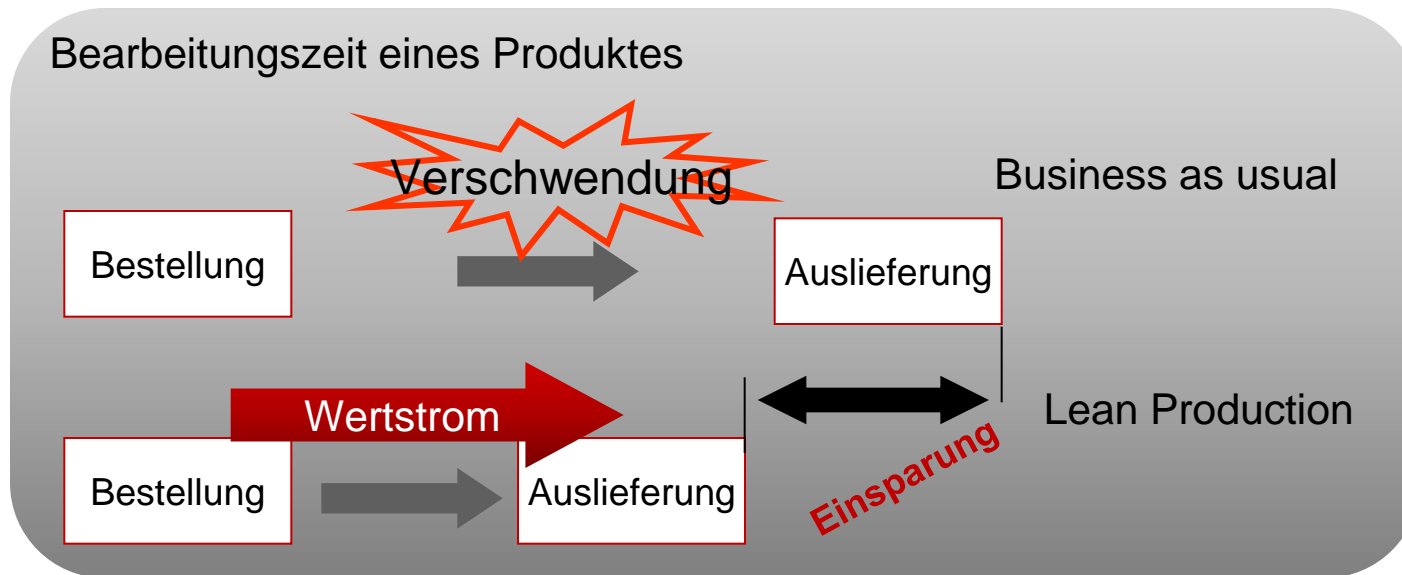 Bearbeitungszeit eines Produktes
Verschwendung
Business as usual
Bestellung
Auslieferung
Wertstrom
Lean Production
Einsparung
Bestellung
Auslieferung